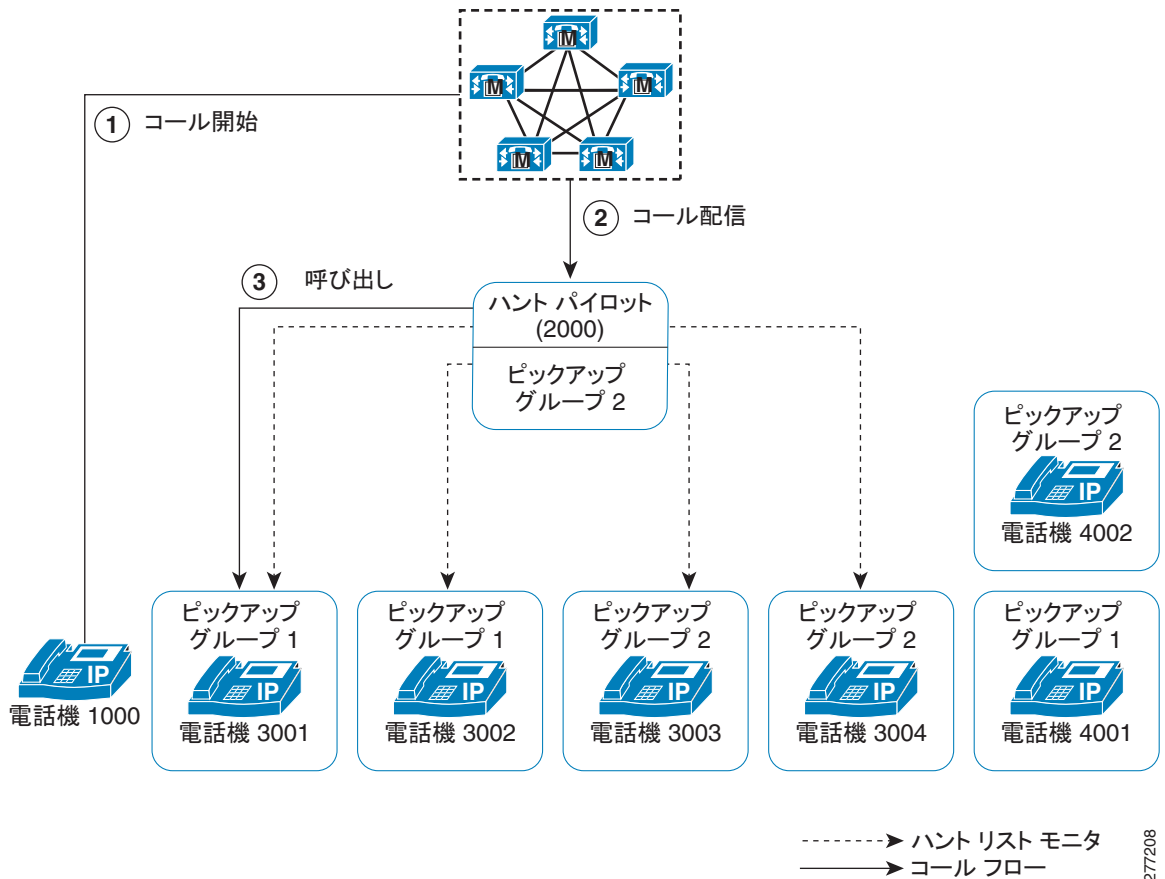 M
M
M
M
M
1 コール開始
2 コール配信
3 呼び出し
ハント パイロット
(2000)
ピックアップ
グループ 2
ピックアップ
グループ 2
IP
電話機 4002
IP
電話機 1000
ピックアップ
グループ 1
IP
電話機 3001
ピックアップ
グループ 1
IP
電話機 3002
ピックアップ
グループ 2
IP
電話機 3003
ピックアップ
グループ 2
IP
電話機 3004
ピックアップ
グループ 1
IP
電話機 4001
ハント リスト モニタ
コール フロー
277208